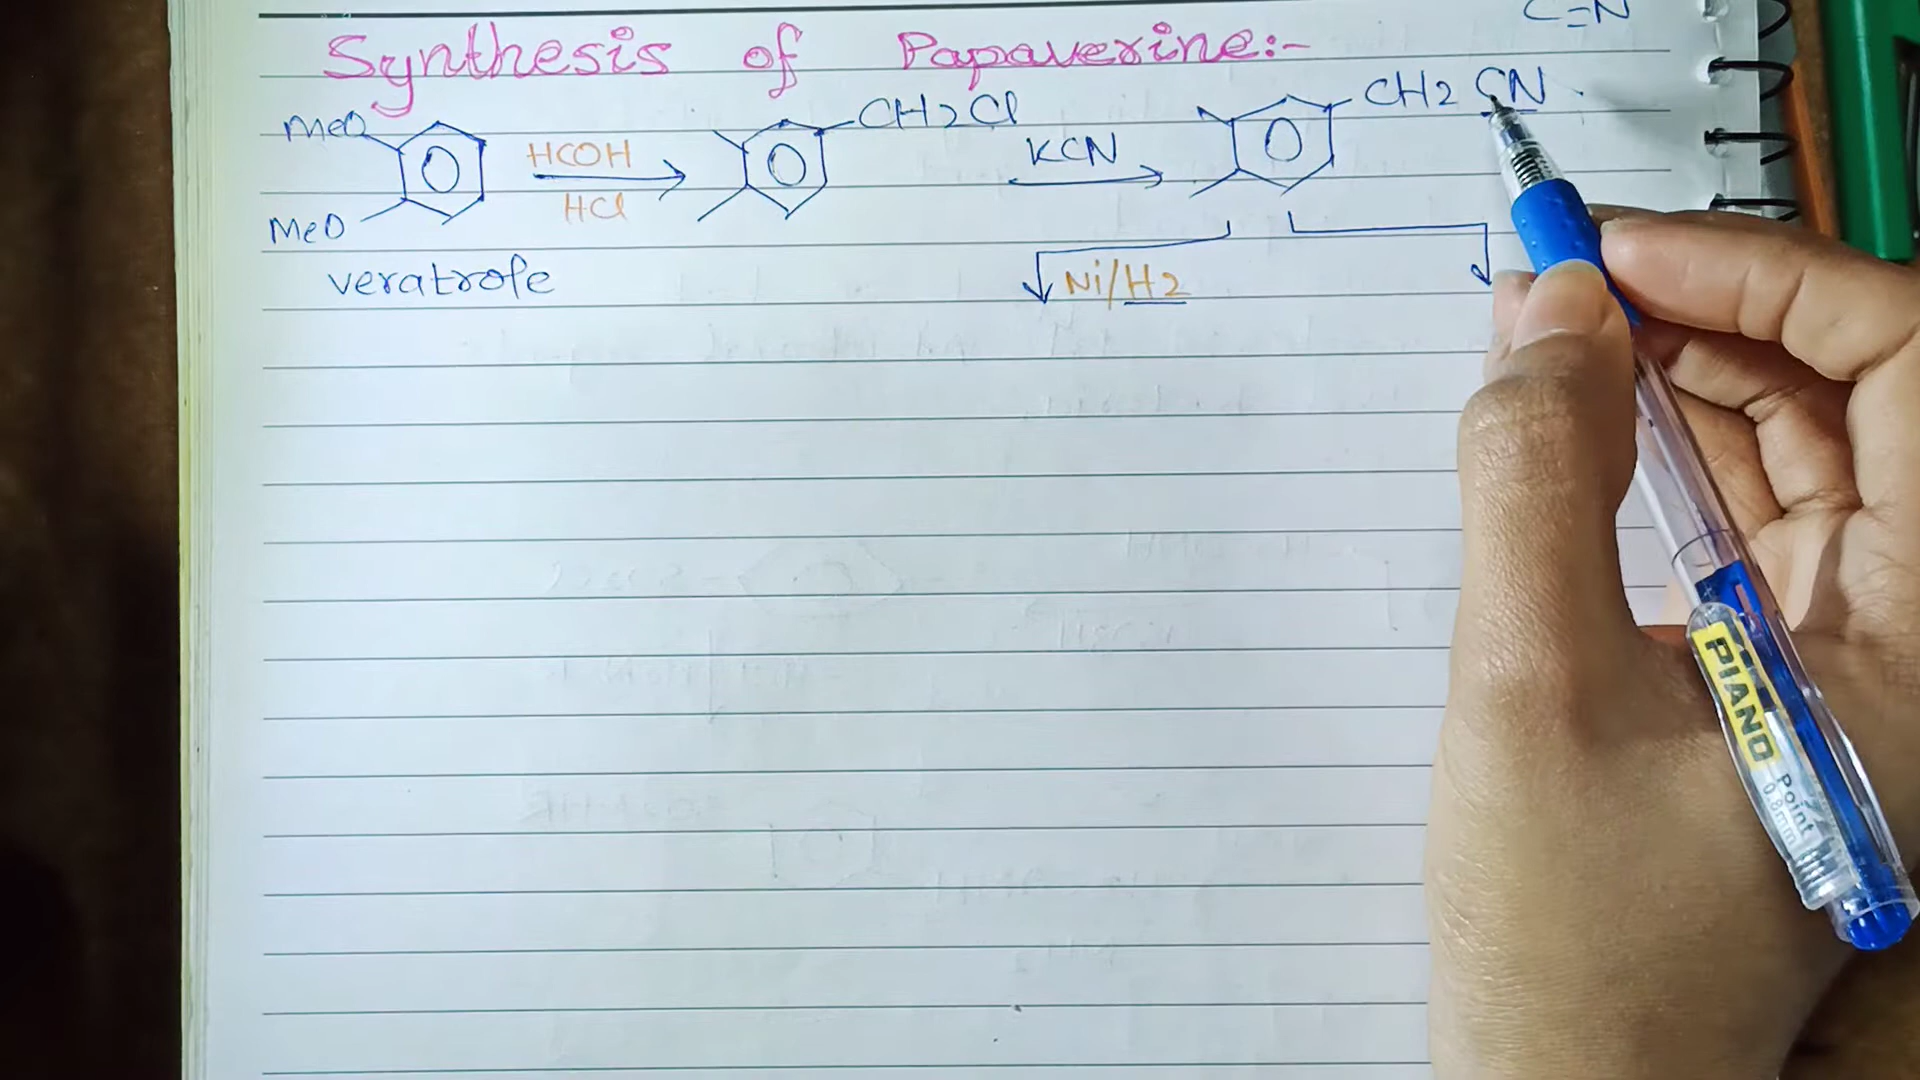 C=N
Synthesis of Papaverine:-
MeO
HCOH
HCl
CH2Cl
KCN
CH2 CN
MeO
veratrole
Ni/H2
PIANO
Point
0.8mm